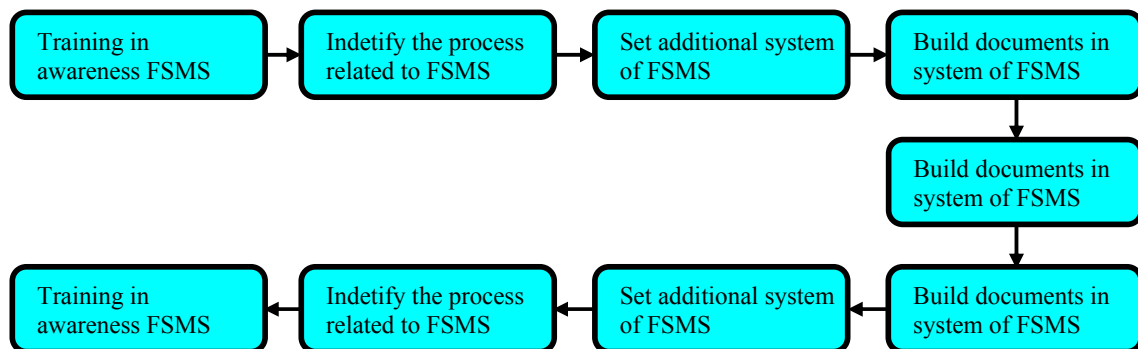 Training in
awareness FSMS
Indetify the process
related to FSMS
Set additional system
of FSMS
Build documents in
system of FSMS
Build documents in
system of FSMS
Training in
awareness FSMS
Indetify the process
related to FSMS
Set additional system
of FSMS
Build documents in
system of FSMS